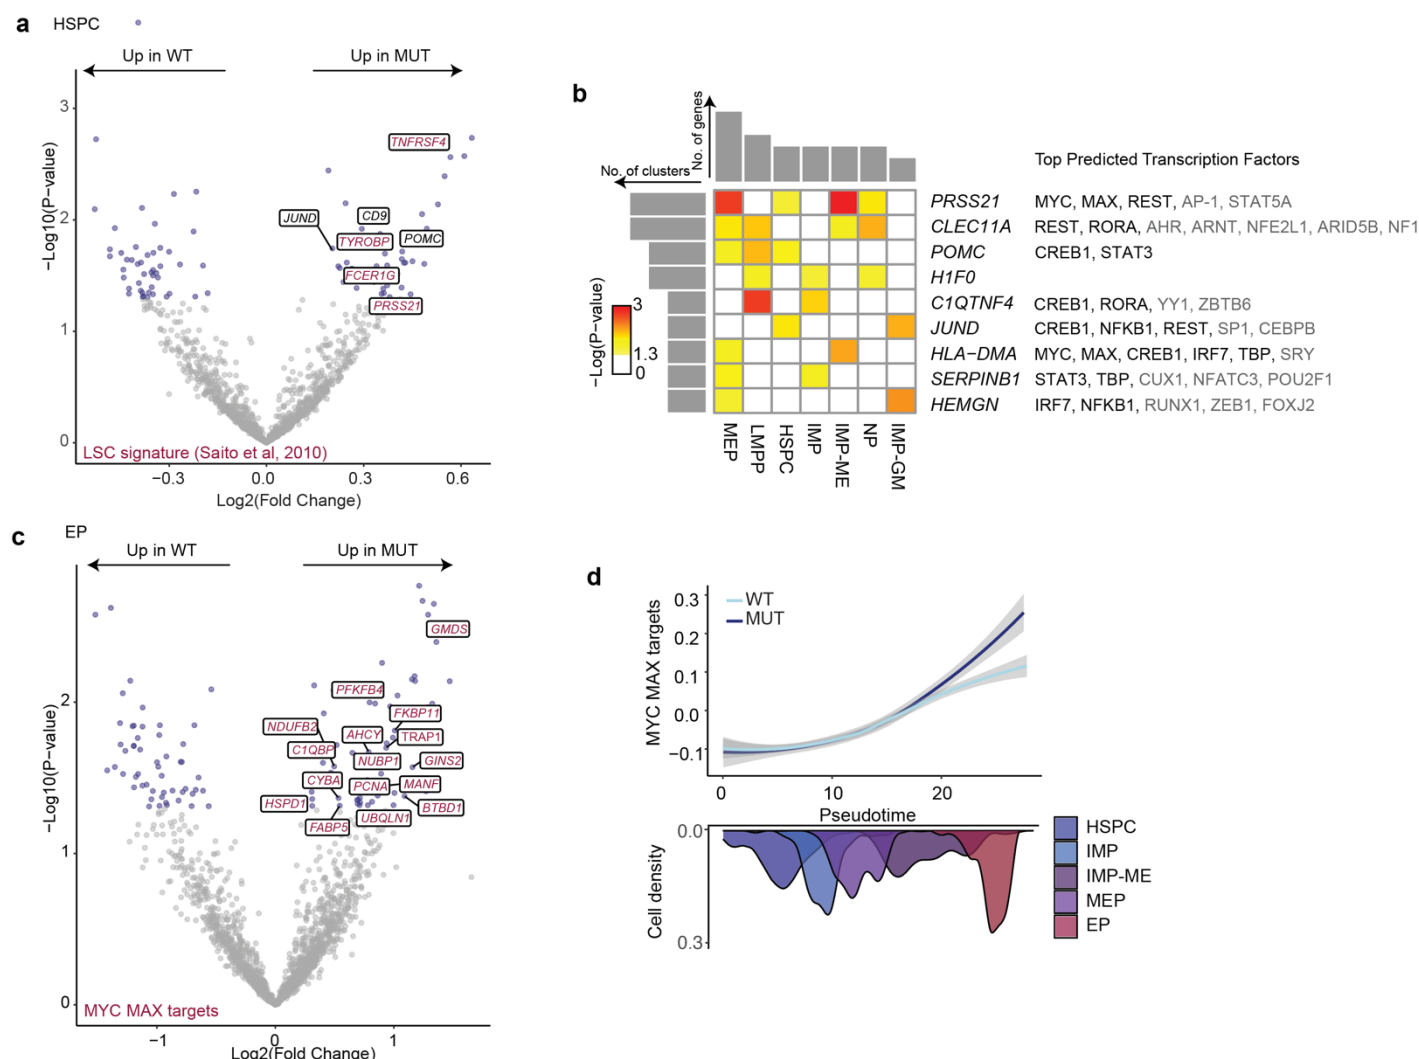 a
HSPC
Up in WT
Up in MUT
−Log10(P−value)
3
2
1
0
TNFRSF4
JUND
CD9
TYROBP
POMC
FCER1G
PRSS21
LSC signature (Saito et al, 2010)
−0.3
0.0
0.3
0.6
Log2(Fold Change)
b
No. of genes
No. of clusters
Top Predicted Transcription Factors
PRSS21 MYC, MAX, REST, AP-1, STAT5A
CLEC11A REST, RORA, AHR, ARNT, NFE2L1, ARID5B, NF1
POMC CREB1, STAT3
H1F0
C1QTNF4 CREB1, RORA, YY1, ZBTB6
JUND CREB1, NFKB1, REST, SP1, CEBPB
HLA−DMA MYC, MAX, CREB1, IRF7, TBP, SRY
SERPINB1 STAT3, TBP, CUX1, NFATC3, POU2F1
HEMGN IRF7, NFKB1, RUNX1, ZEB1, FOXJ2
−Log(P−value)
3
1.3
0
MEP
LMPP
HSPC
IMP
IMP-ME
NP
IMP-GM
c
EP
Up in WT
Up in MUT
−Log10(P−value)
2
1
0
GMDS
PFKFB4
FKBP11
NDUFB2
AHCY
TRAP1
C1QBP
NUBP1
GINS2
CYBA
PCNA
MANF
HSPD1
BTBD1
FABP5
UBQLN1
MYC MAX targets
−1
0
1
Log2(Fold Change)
d
MYC MAX targets
0.3
0.2
0.1
0.0
−0.1
WT
MUT
0
10
20
Pseudotime
Cell density
0.0
0.3
HSPC
IMP
IMP-ME
MEP
EP